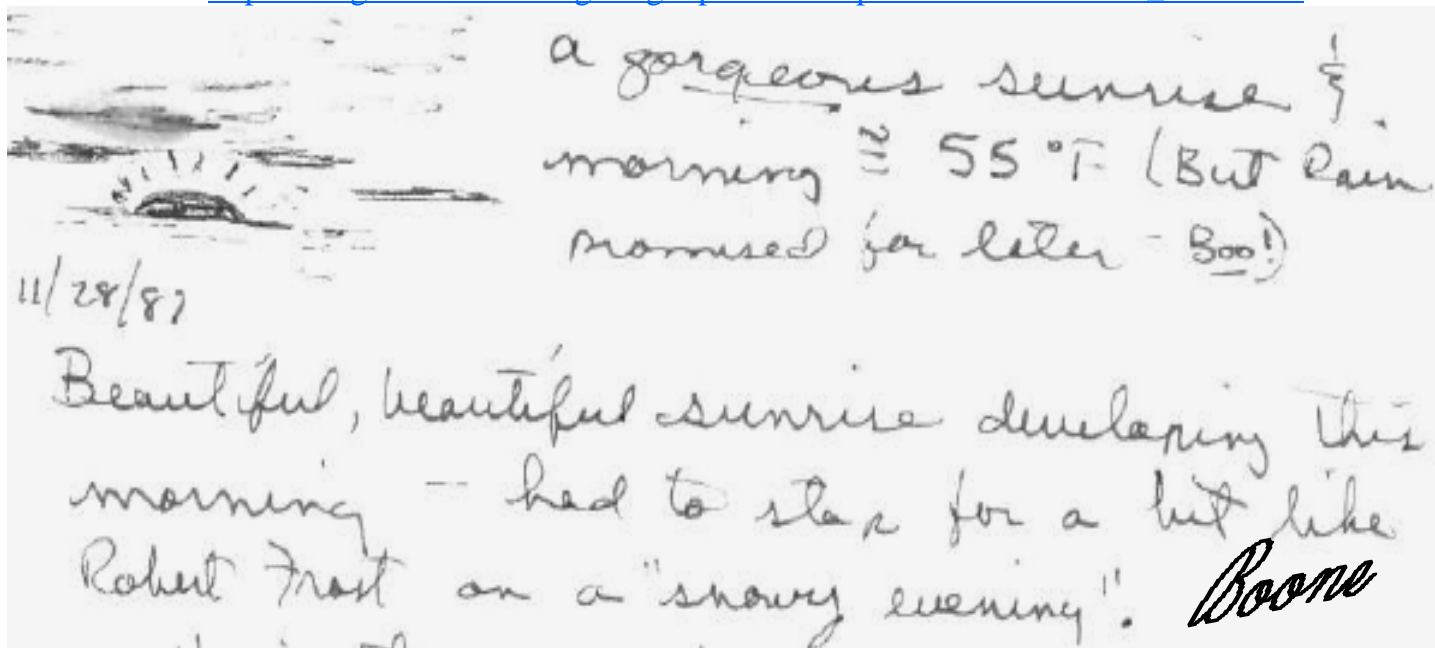 a gorgeous sunrise &
morning ≅ 55 °F (But Rain
promised for later - Boo!)
11/28/87
Beautiful, beautiful sunrise developing this
morning - had to stop for a bit like
Robert Frost on a "snowy evening".
Boone